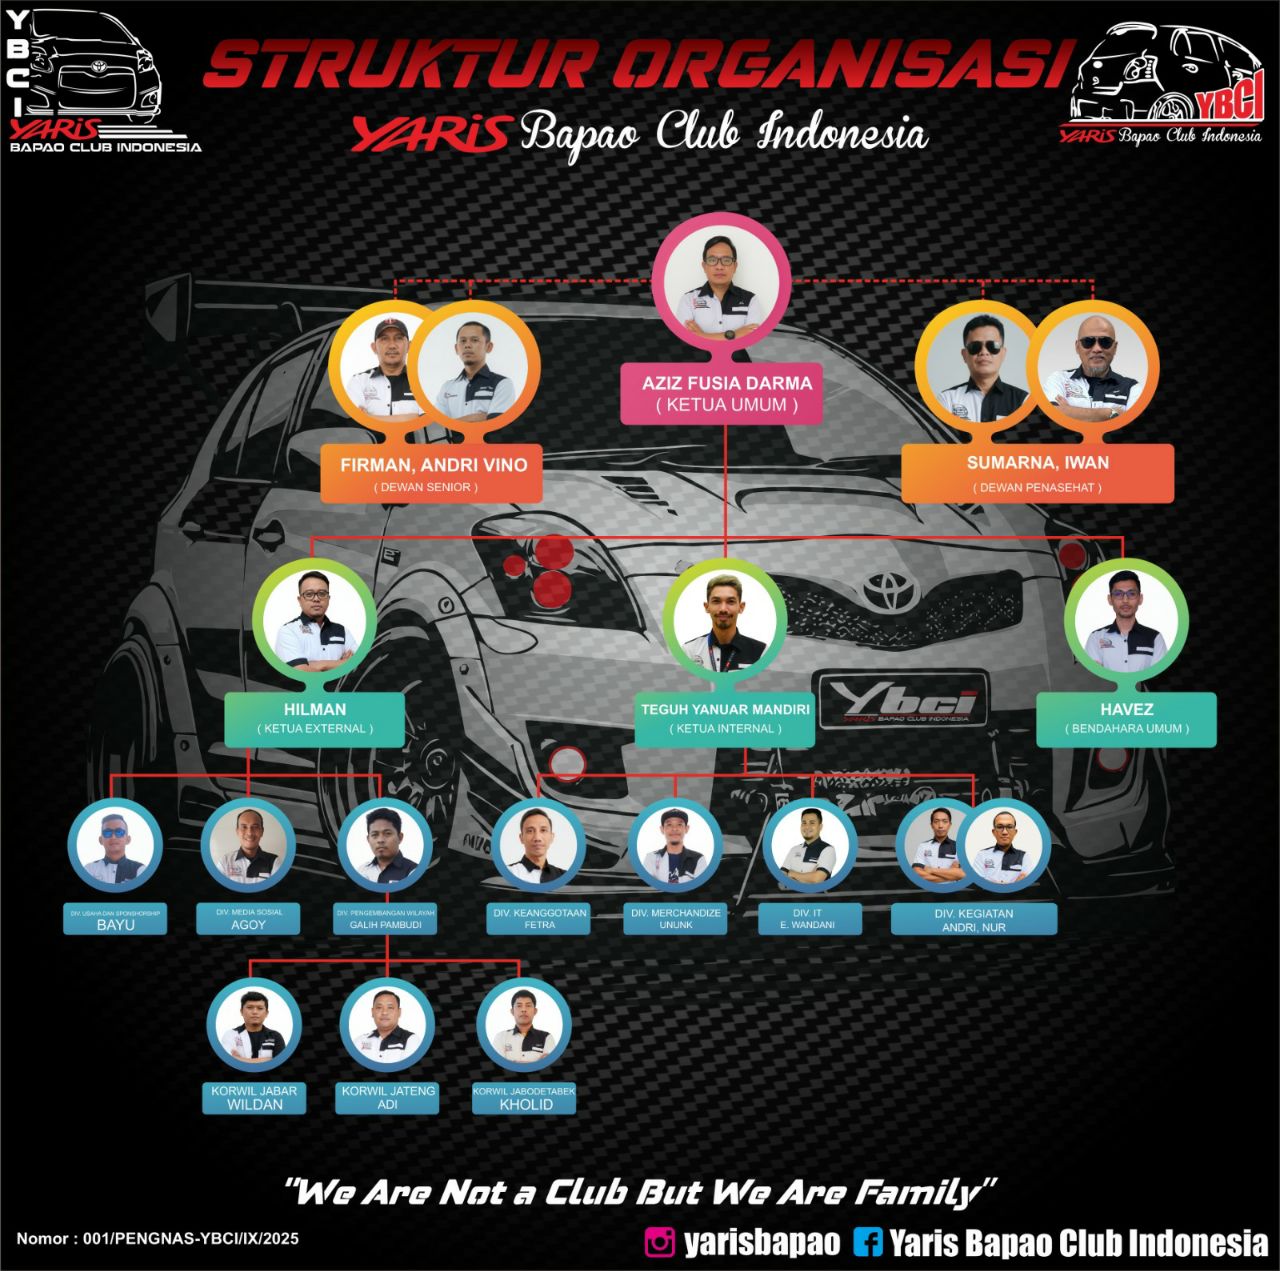 Y
B
C
I
YARiS
BAPAO CLUB INDONESIA
STRUKTUR ORGANISASI
YARiS Bapao Club Indonesia
YBCI
YARiS Bapao Club Indonesia
AZIZ FUSIA DARMA
( KETUA UMUM )
FIRMAN, ANDRI VINO
( DEWAN SENIOR )
SUMARNA, IWAN
( DEWAN PENASEHAT )
HILMAN
( KETUA EXTERNAL )
TEGUH YANUAR MANDIRI
( KETUA INTERNAL )
HAVEZ
( BENDAHARA UMUM )
Ybci
YARiS BAPAO CLUB INDONESIA
DIV. USAHA DAN SPONSHORSHIP
BAYU
DIV. MEDIA SOSIAL
AGOY
DIV. PENGEMBANGAN WILAYAH
GALIH PAMBUDI
DIV. KEANGGOTAAN
FETRA
DIV. MERCHANDIZE
UNUNK
DIV. IT
E. WANDANI
DIV. KEGIATAN
ANDRI, NUR
KORWIL JABAR
WILDAN
KORWIL JATENG
ADI
KORWIL JABODETABEK
KHOLID
"We Are Not a Club But We Are Family"
Nomor : 001/PENGNAS-YBCI/IX/2025
yarisbapao
Yaris Bapao Club Indonesia